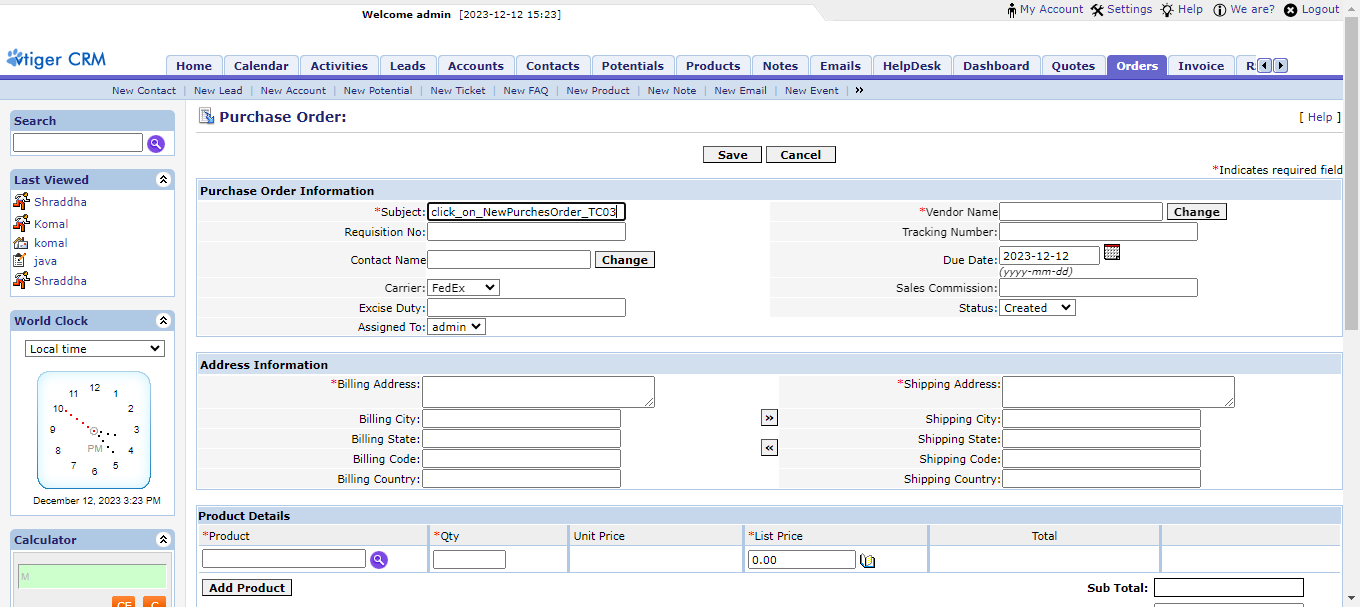 Welcome admin [2023-12-12 15:23]
My Account Settings Help We are? Logout
vtiger CRM
Home Calendar Activities Leads Accounts Contacts Potentials Products Notes Emails HelpDesk Dashboard Quotes Orders Invoice
New Contact | New Lead | New Account | New Potential | New Ticket | New FAQ | New Product | New Note | New Email | New Event | »
Search
Last Viewed
Shraddha
Komal
komal
java
Shraddha
World Clock
Local time
12
11 1
10 2
9 3
8 PM 4
7 5
6
December 12, 2023 3:23 PM
Calculator
M
CE C
Purchase Order: [ Help ]
Save Cancel
*Indicates required field
Purchase Order Information
*Subject: click_on_NewPurchesOrder_TC03 *Vendor Name Change
Requisition No: Tracking Number:
Contact Name Change Due Date: 2023-12-12
(yyyy-mm-dd)
Carrier: FedEx Sales Commission:
Excise Duty: Status: Created
Assigned To: admin
Address Information
*Billing Address: *Shipping Address:
Billing City: » Shipping City:
Billing State: Shipping State:
« 
Billing Code: Shipping Code:
Billing Country: Shipping Country:
Product Details
*Product *Qty Unit Price *List Price Total
0.00
Add Product Sub Total: